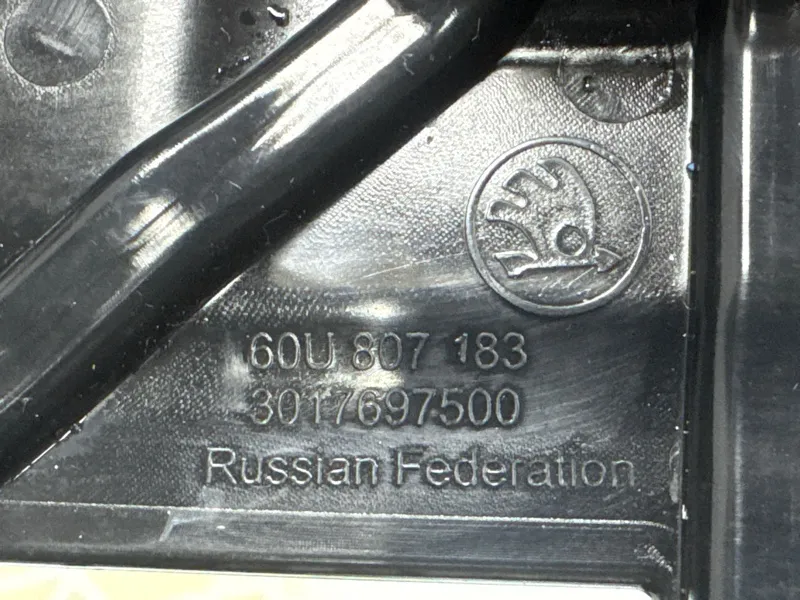 60U 807 183
3017697500
Russian Federation